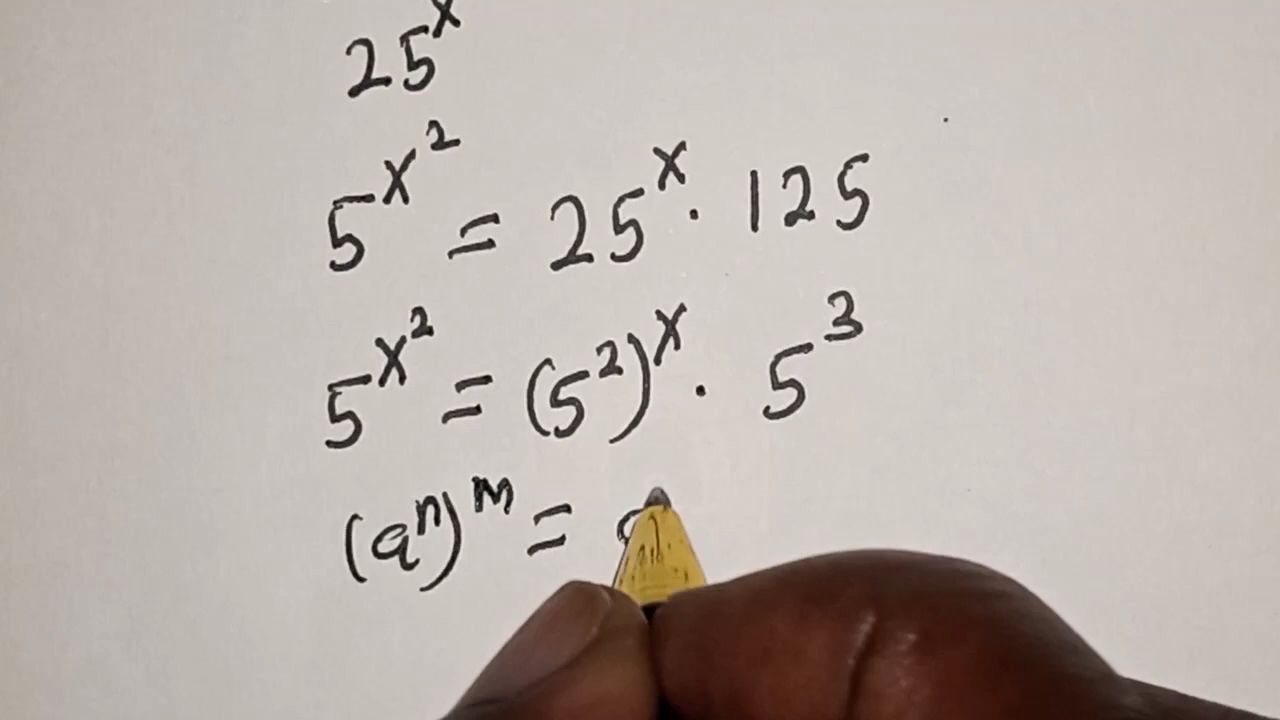 25^x
5^{x^2} = 25^x · 125
5^{x^2} = (5^2)^x · 5^3
(a^n)^m =